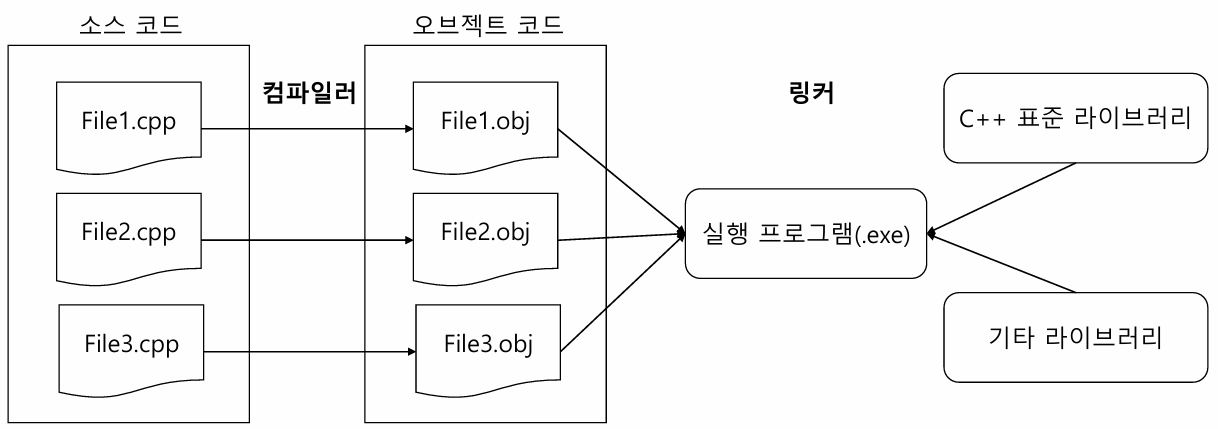 소스 코드
오브젝트 코드
컴파일러
링커
File1.cpp
File1.obj
C++ 표준 라이브러리
File2.cpp
File2.obj
실행 프로그램(.exe)
File3.cpp
File3.obj
기타 라이브러리